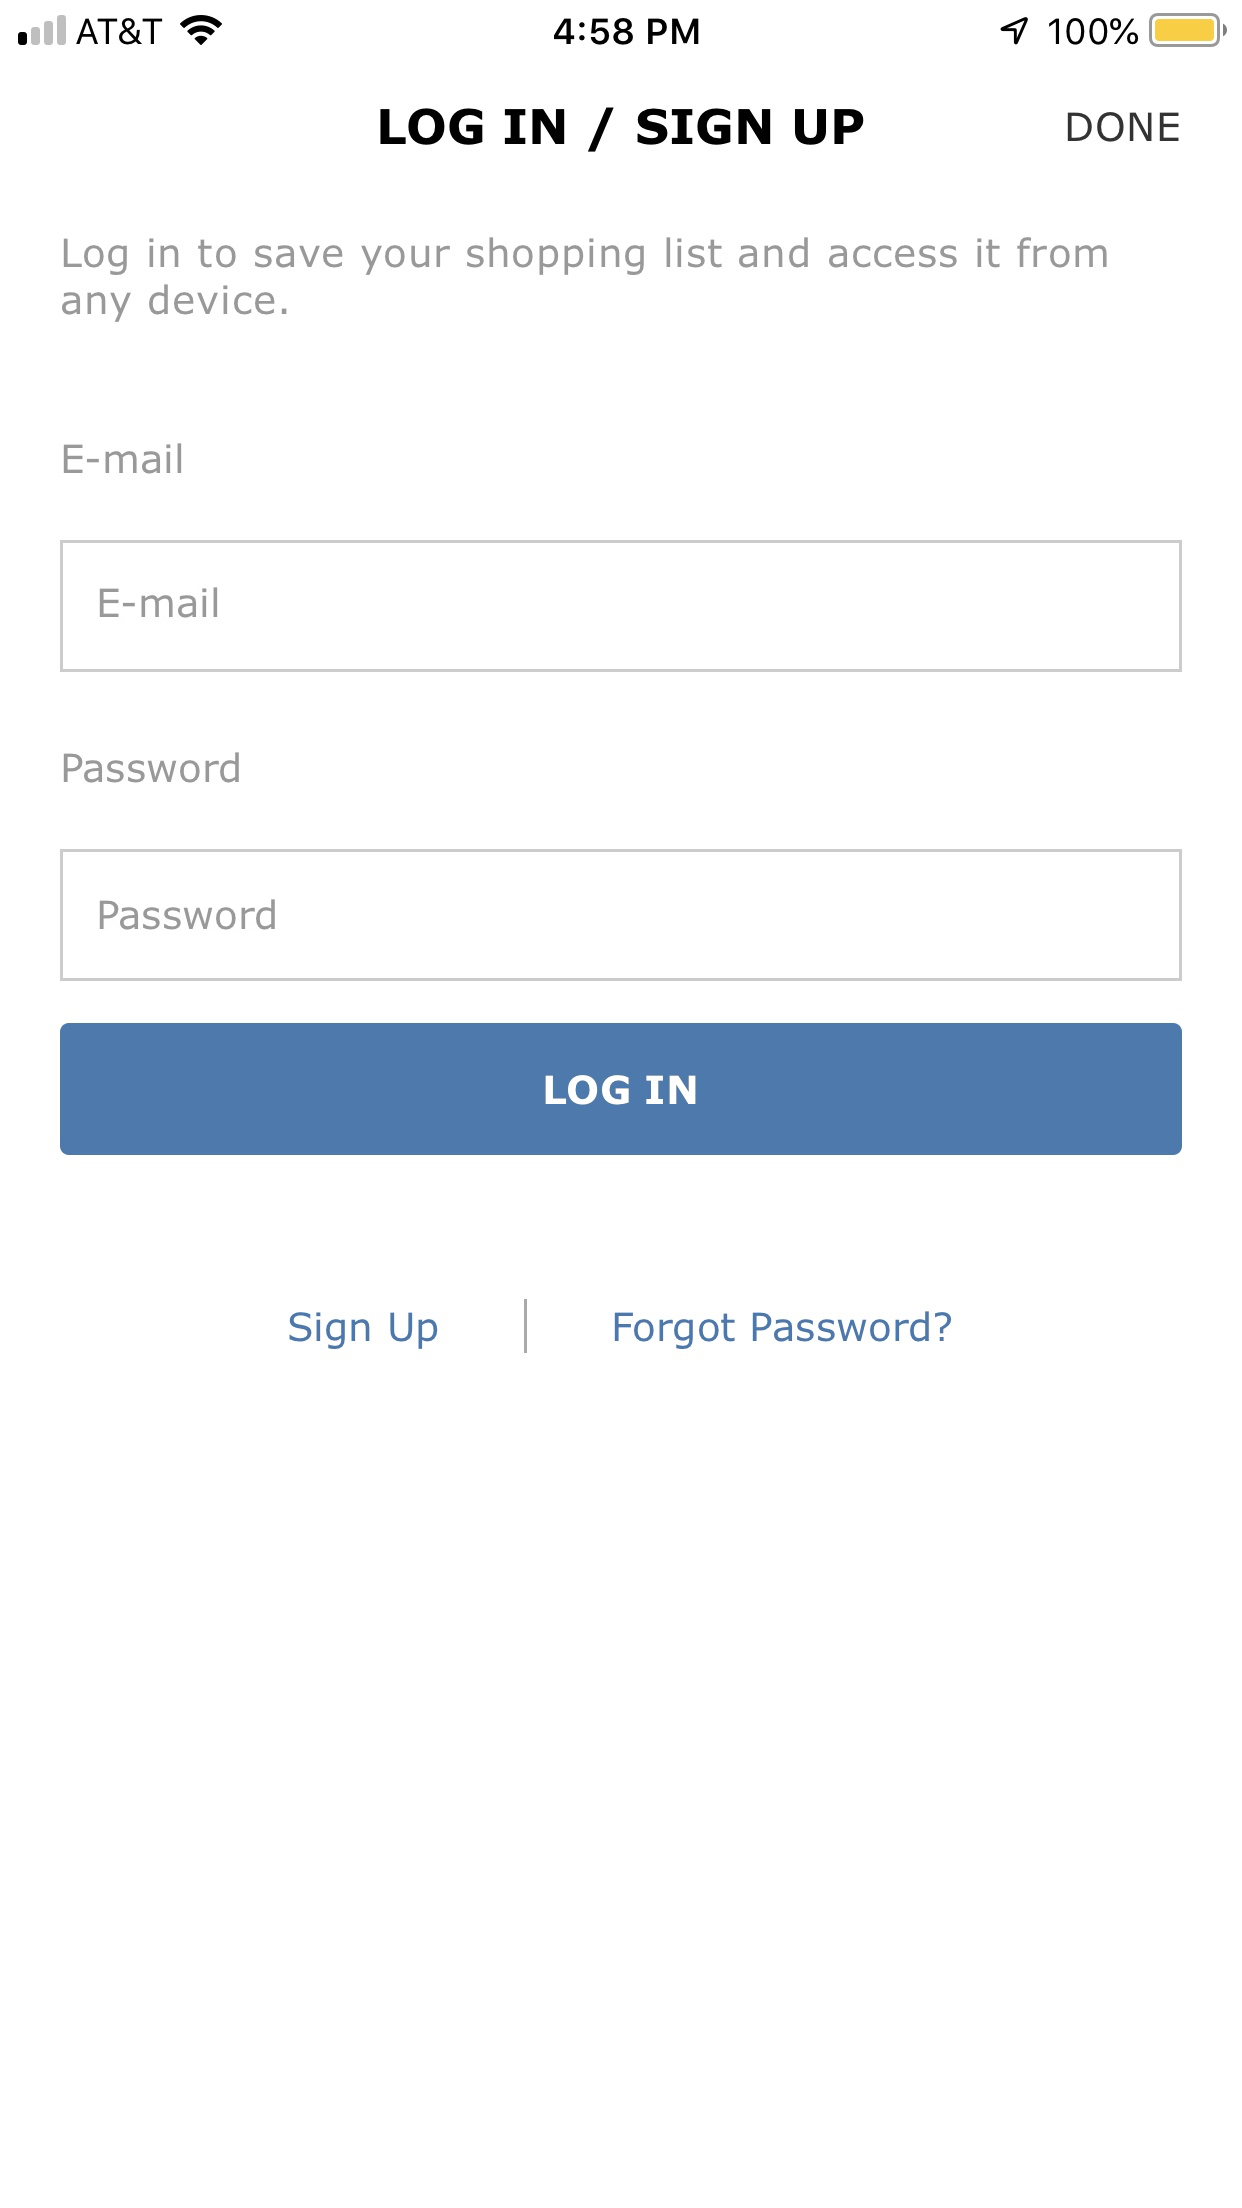 AT&T 4:58 PM 100%
LOG IN / SIGN UP DONE
Log in to save your shopping list and access it from
any device.
E-mail
E-mail
Password
Password
LOG IN
Sign Up | Forgot Password?